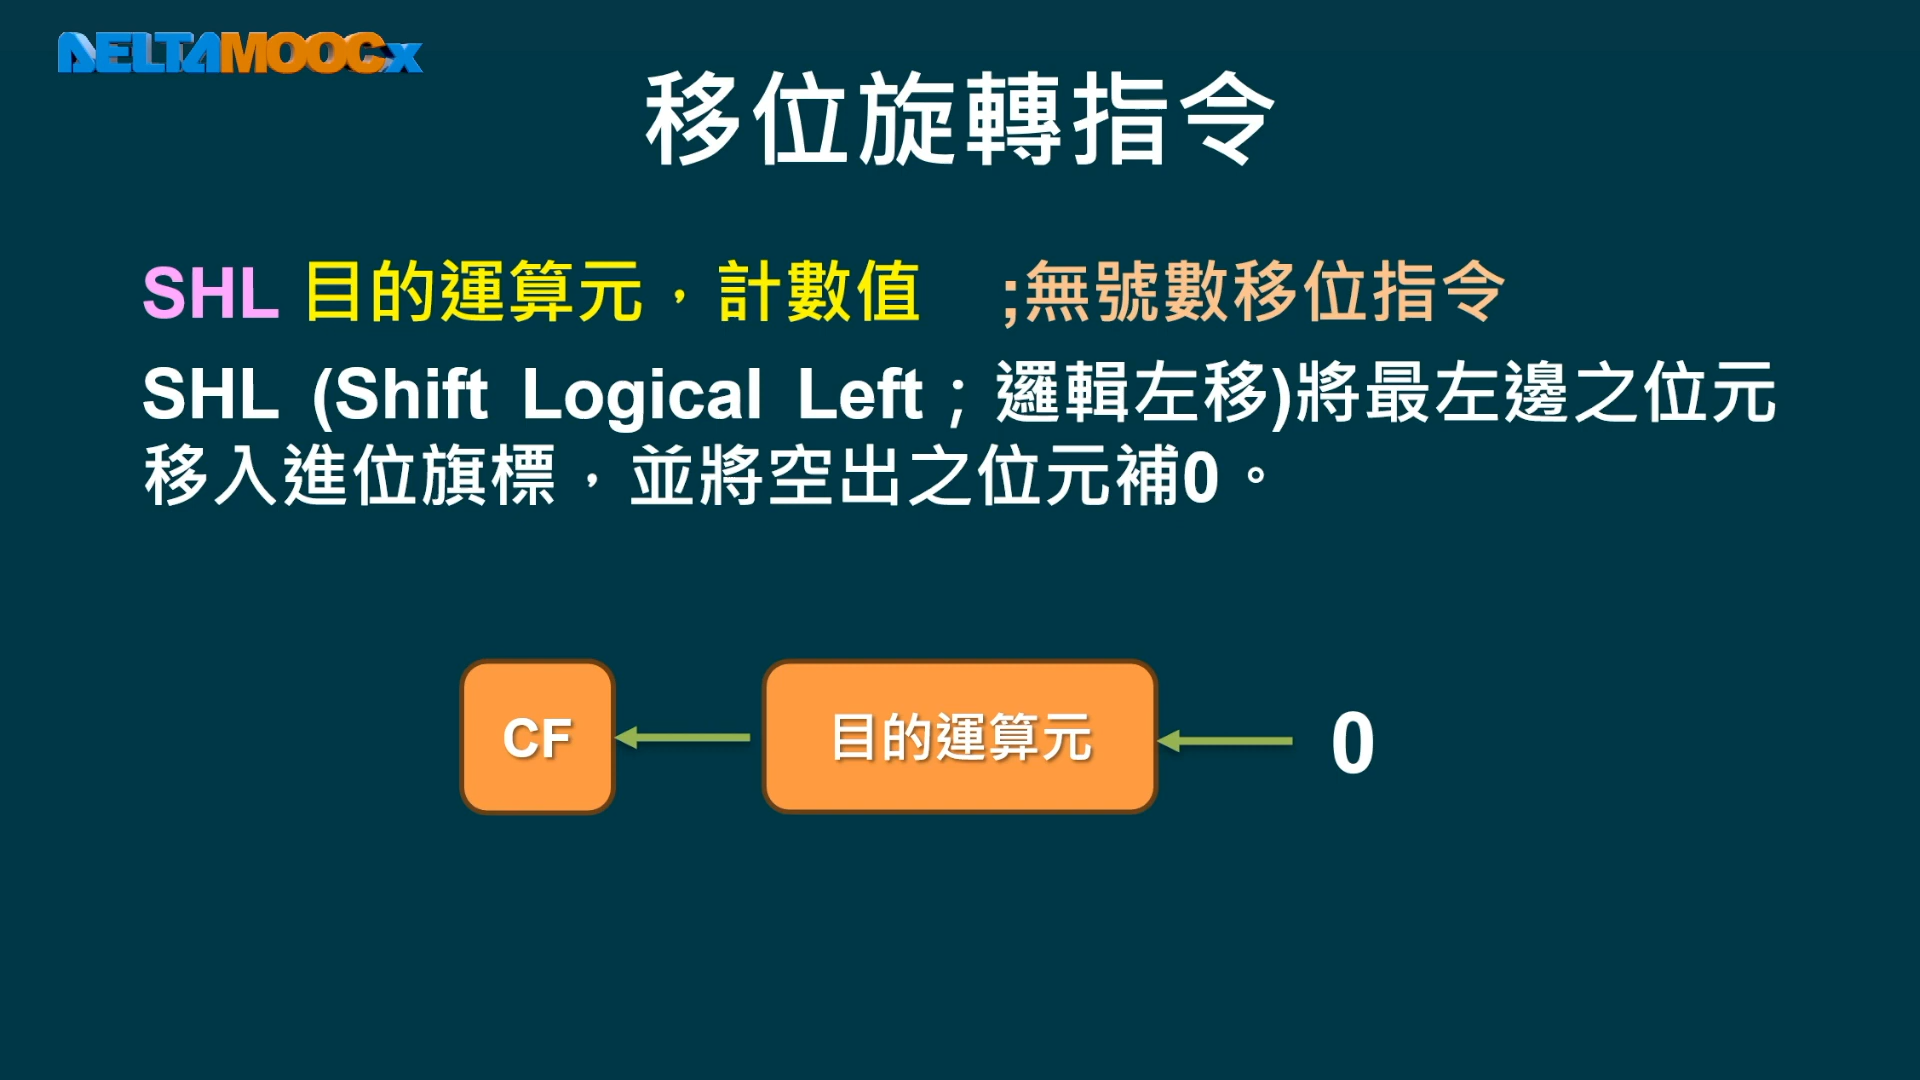 DELTAMOOCx
移位旋轉指令
SHL 目的運算元，計數值 ;無號數移位指令
SHL (Shift Logical Left；邏輯左移)將最左邊之位元
移入進位旗標，並將空出之位元補0。
CF 目的運算元 0